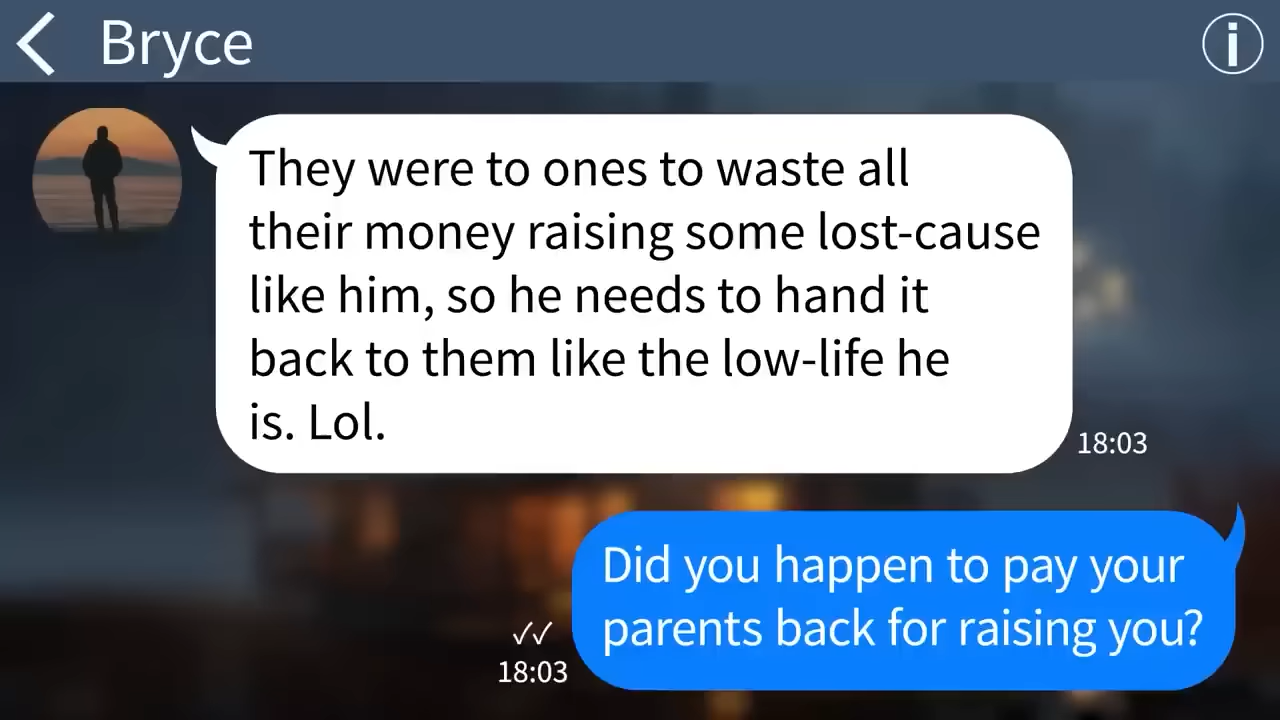 Bryce
They were to ones to waste all
their money raising some lost-cause
like him, so he needs to hand it
back to them like the low-life he
is. Lol.
18:03
Did you happen to pay your
parents back for raising you?
18:03